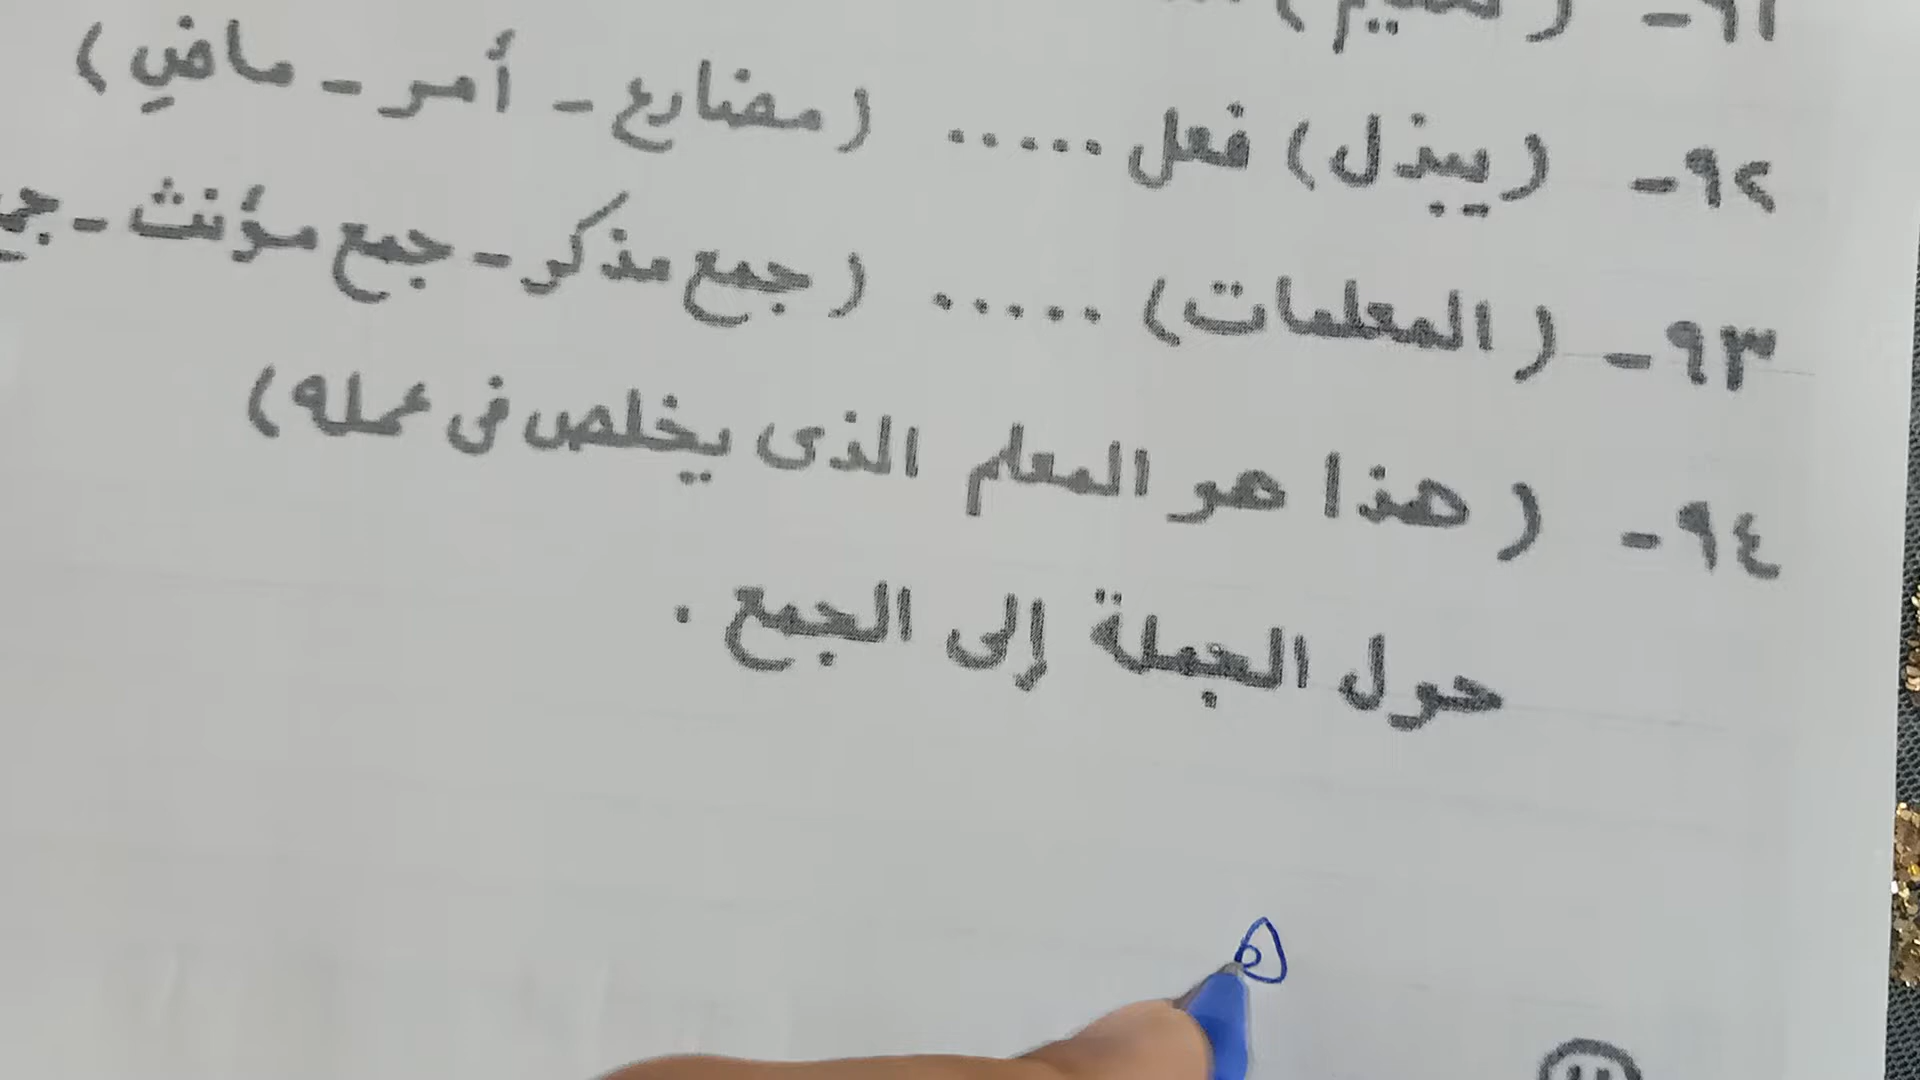 ٩١- (
٩٢- (يبذل) فعل ..... (مضارع - أمر - ماضٍ)
٩٣- (المعلمات) ..... (جمع مذكر - جمع مؤنث -
٩٤- (هذا هو المعلم الذى يخلص فى عمله)
حول الجملة إلى الجمع .